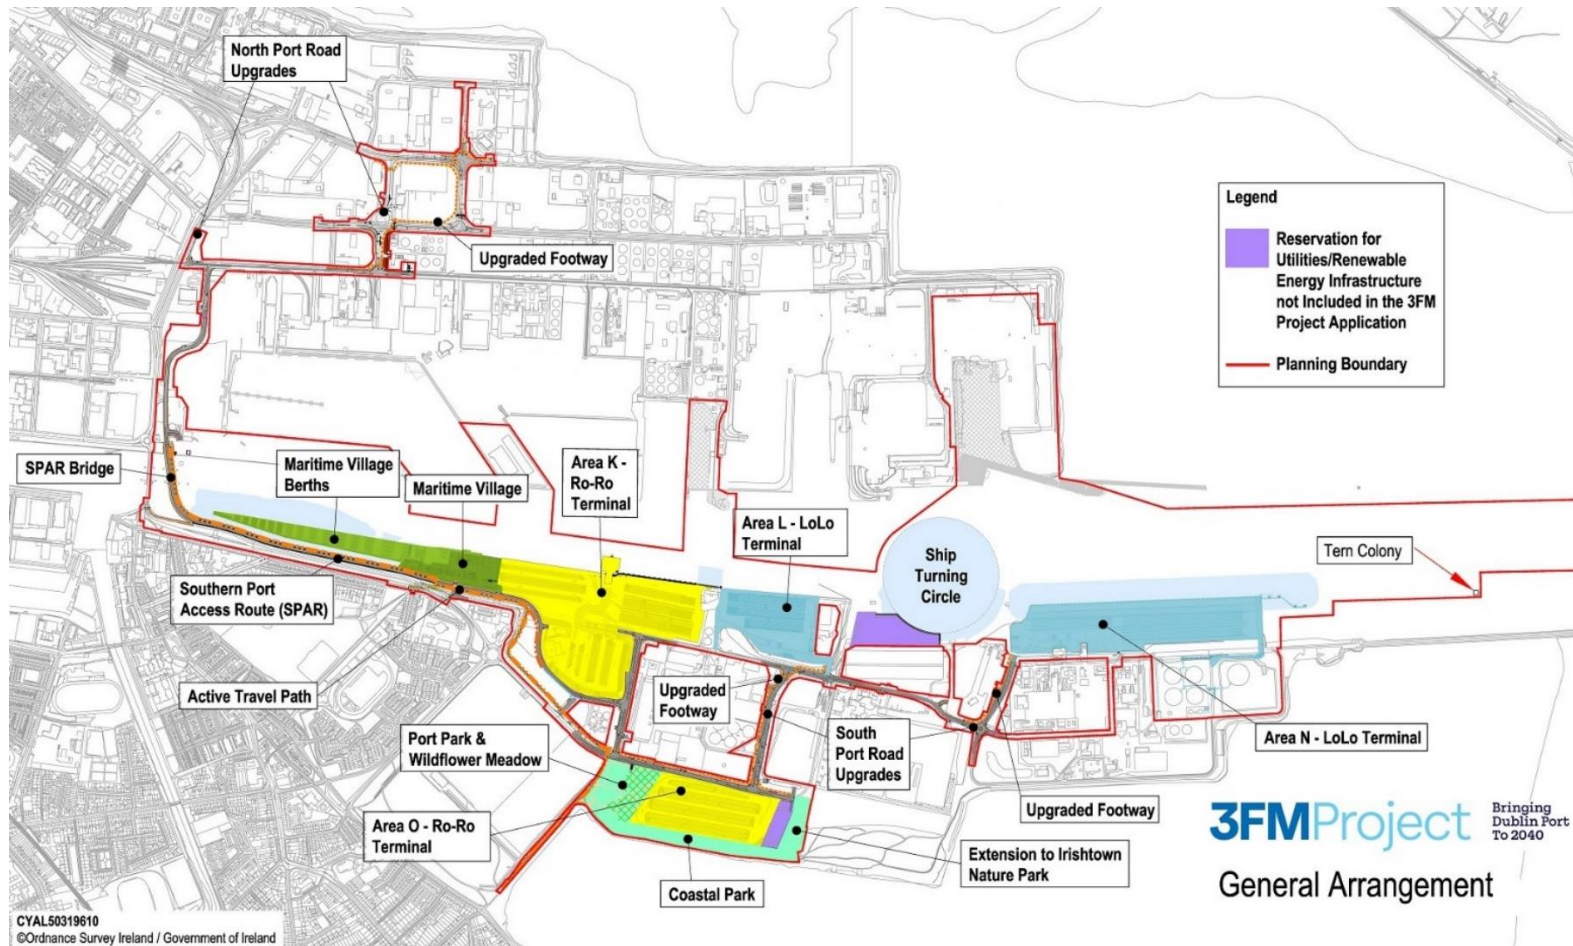 North Port Road
Upgrades
Upgraded Footway
Legend
Reservation for
Utilities/Renewable
Energy Infrastructure
not Included in the 3FM
Project Application
Planning Boundary
SPAR Bridge
Maritime Village
Berths
Maritime Village
Area K -
Ro-Ro
Terminal
Area L - LoLo
Terminal
Ship
Turning
Circle
Tern Colony
Southern Port
Access Route (SPAR)
Active Travel Path
Upgraded
Footway
Port Park &
Wildflower Meadow
South
Port Road
Upgrades
Area N - LoLo Terminal
Area O - Ro-Ro
Terminal
Upgraded Footway
Coastal Park
Extension to Irishtown
Nature Park
3FMProject
Bringing
Dublin Port
To 2040
General Arrangement
CYAL50319610
©Ordnance Survey Ireland / Government of Ireland